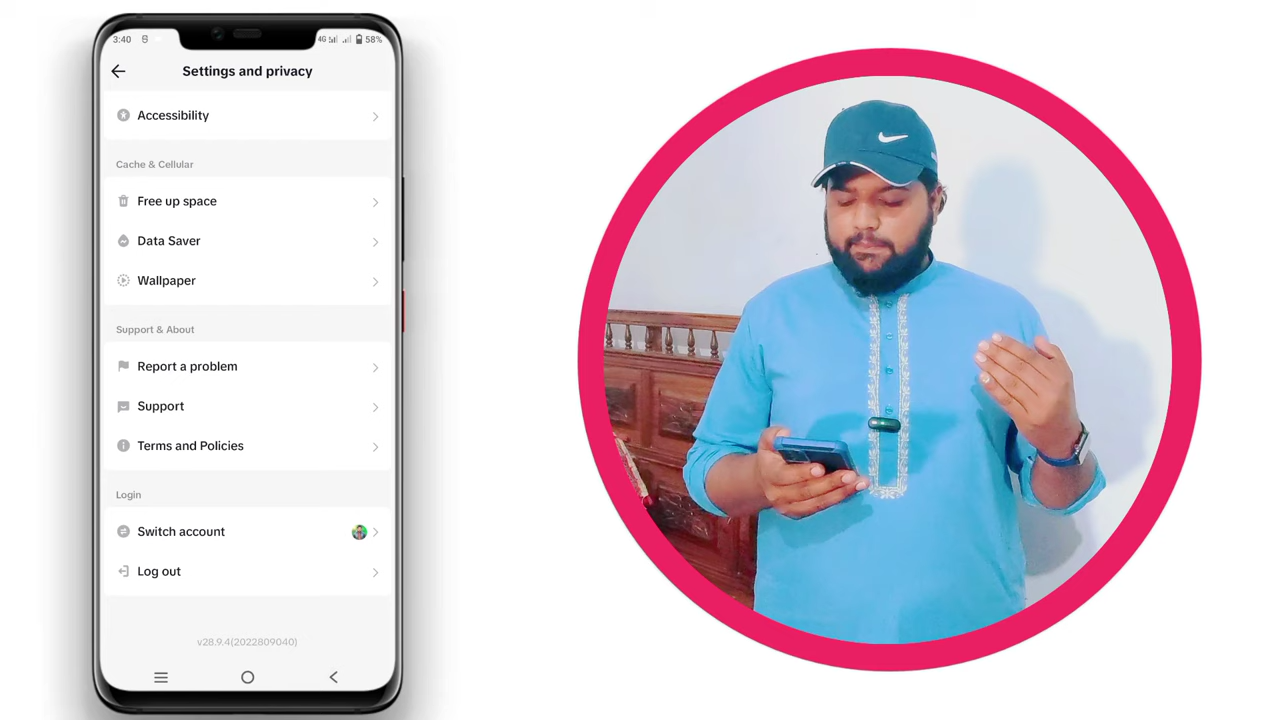 3:40
4G 58%
Settings and privacy
Accessibility
Cache & Cellular
Free up space
Data Saver
Wallpaper
Support & About
Report a problem
Support
Terms and Policies
Login
Switch account
Log out
v28.9.4(2022809040)